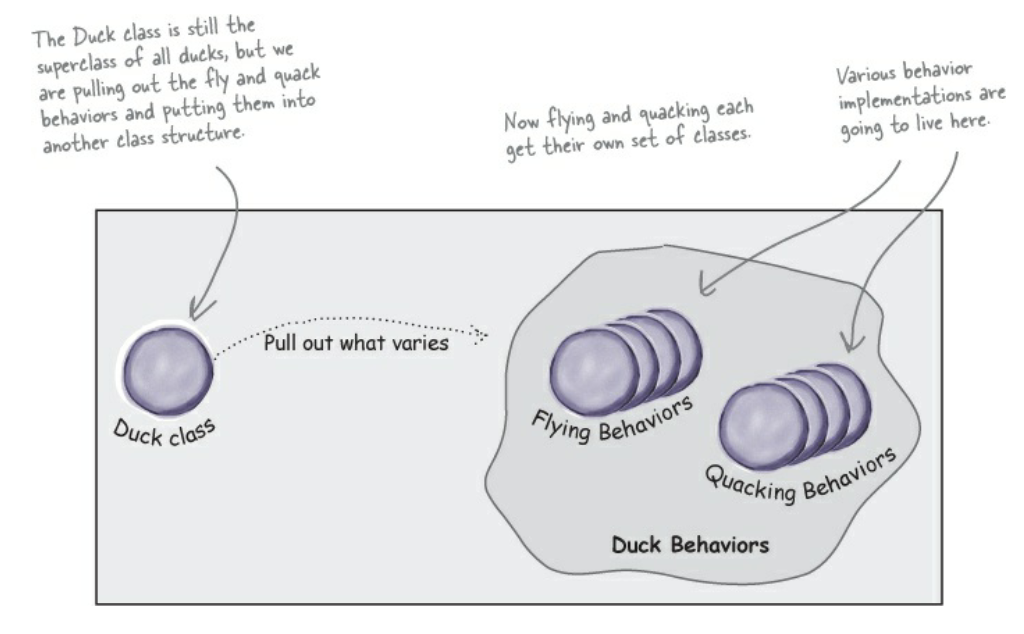 The Duck class is still the
superclass of all ducks, but we
are pulling out the fly and quack
behaviors and putting them into
another class structure.
Now flying and quacking each
get their own set of classes.
Various behavior
implementations are
going to live here.
Pull out what varies
Duck class
Flying Behaviors
Quacking Behaviors
Duck Behaviors